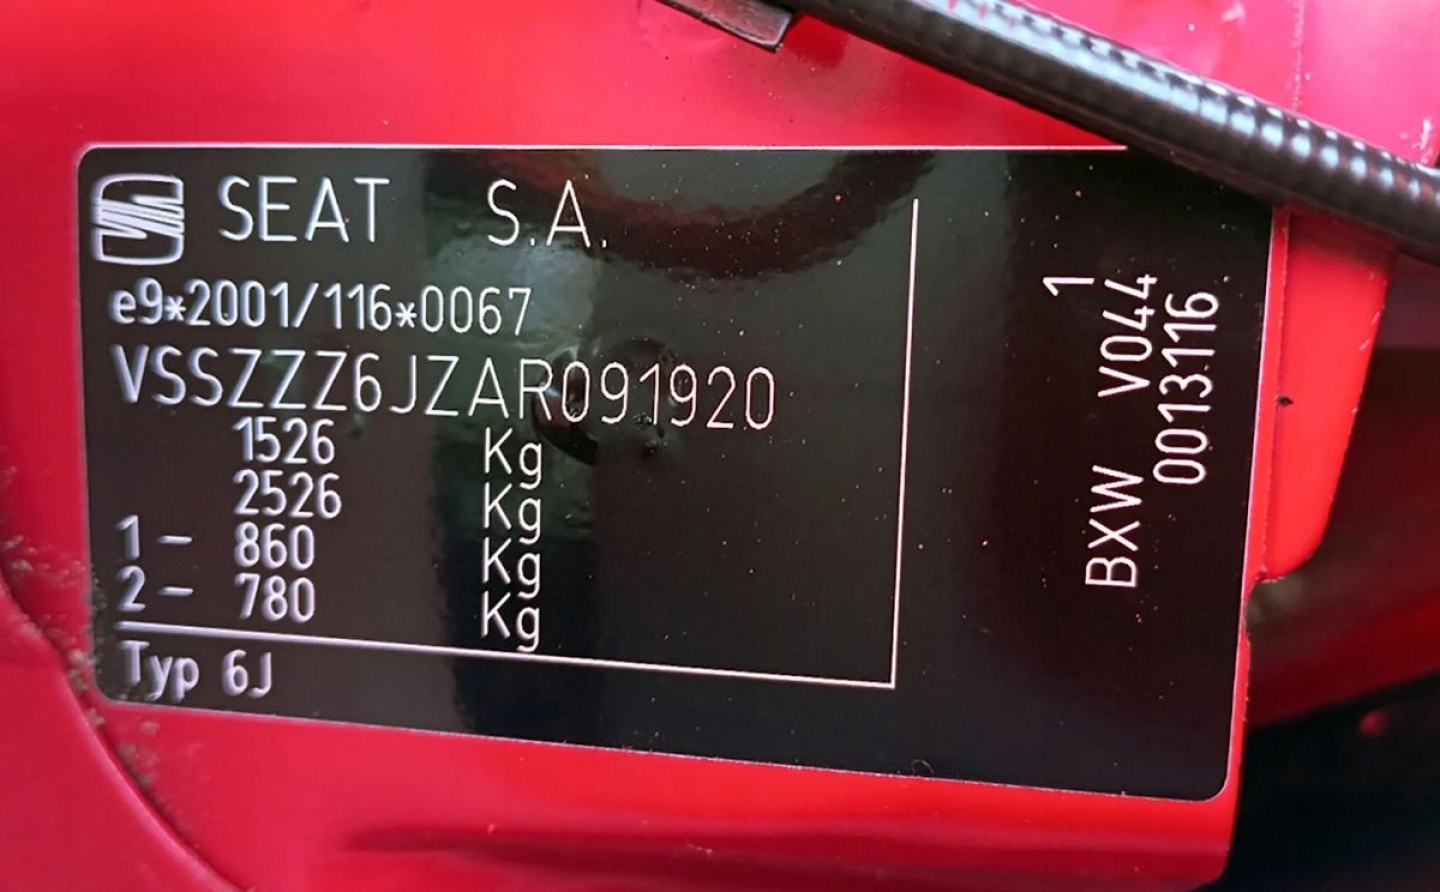 SEAT S.A.
e9*2001/116*0067
VSSZZZ6JZAR091920
1526 Kg
2526 Kg
1- 860 Kg
2- 780 Kg
Typ 6J
1
BXW V044
0013116